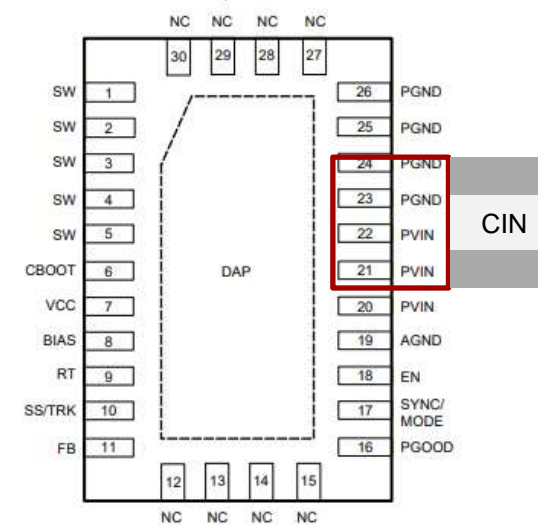 NC NC NC NC
30 29 28 27
SW 1 26 PGND
SW 2 25 PGND
SW 3 24 PGND
SW 4 23 PGND
SW 5 22 PVIN
CIN
CBOOT 6 DAP 21 PVIN
VCC 7 20 PVIN
BIAS 8 19 AGND
RT 9 18 EN
SS/TRK 10 17 SYNC/
MODE
FB 11 16 PGOOD
12 13 14 15
NC NC NC NC